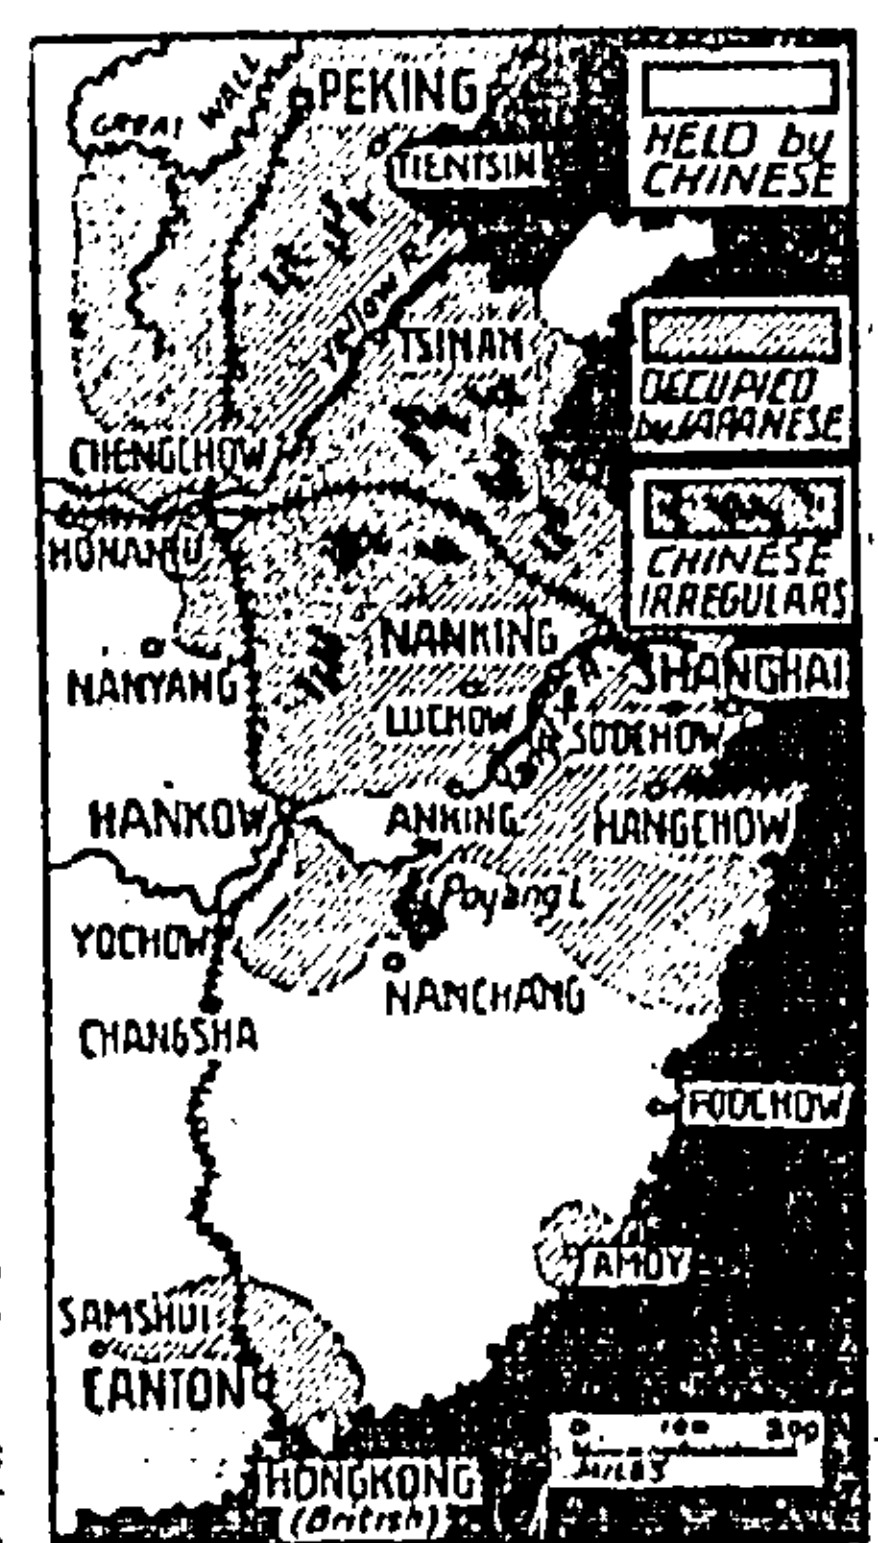 GREAT WALL
PEKING
TIENTSIN
HELD by
CHINESE
Yellow R.
TSINAN
OCCUPIED
by JAPANESE
CHENGCHOW
HONANFU
CHINESE
IRREGULARS
NANKING
NANYANG
SHANGHAI
LUCHOW
SOOCHOW
HANKOW
ANKING
HANGCHOW
Poyang L
YOCHOW
NANCHANG
CHANGSHA
FOOCHOW
AMOY
SAMSHUI
CANTON
0 100 200
MILES
HONGKONG
(British)